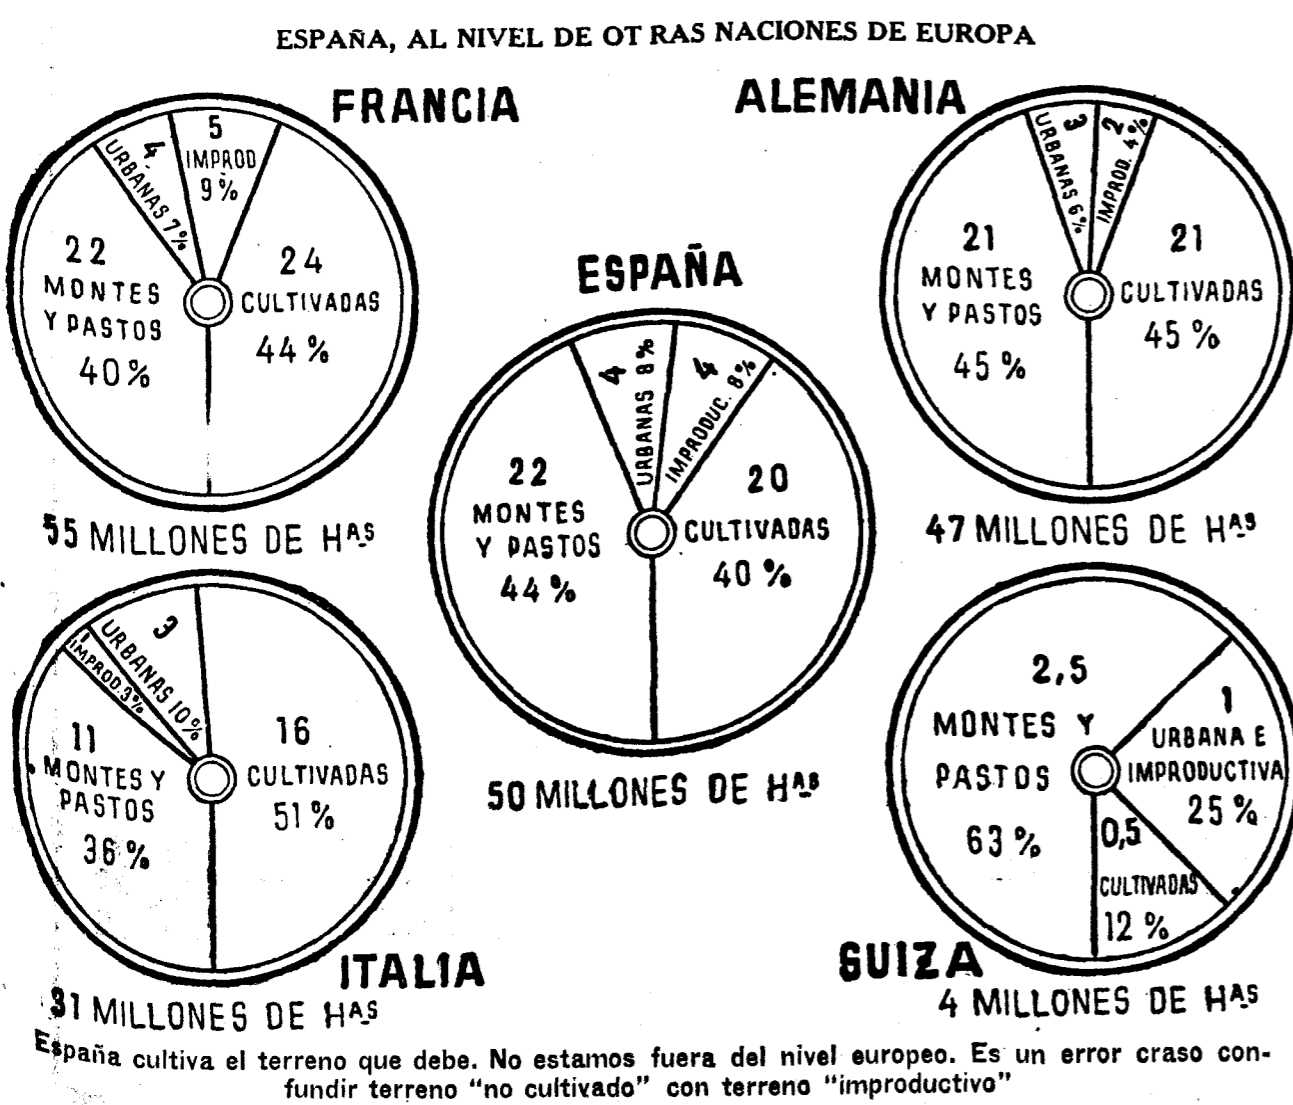 ESPAÑA, AL NIVEL DE OTRAS NACIONES DE EUROPA
FRANCIA
4
URBANAS 7%
5
IMPROD
9%
22
MONTES
Y PASTOS
40%
24
CULTIVADAS
44%
55 MILLONES DE HAS
ALEMANIA
3
URBANAS 6%
2
IMPROD. 4%
21
MONTES
Y PASTOS
45%
21
CULTIVADAS
45%
47 MILLONES DE HAS
ESPAÑA
4
URBANAS 8%
4
IMPRODUC. 8%
22
MONTES
Y PASTOS
44%
20
CULTIVADAS
40%
50 MILLONES DE HAS
1
IMPROD. 3%
3
URBANAS 10%
11
MONTES Y
PASTOS
36%
16
CULTIVADAS
51%
ITALIA
31 MILLONES DE HAS
2,5
MONTES Y
PASTOS
63%
1
URBANA E
IMPRODUCTIVA
25%
0,5
CULTIVADAS
12%
SUIZA
4 MILLONES DE HAS
España cultiva el terreno que debe. No estamos fuera del nivel europeo. Es un error craso con-
fundir terreno "no cultivado" con terreno "improductivo"